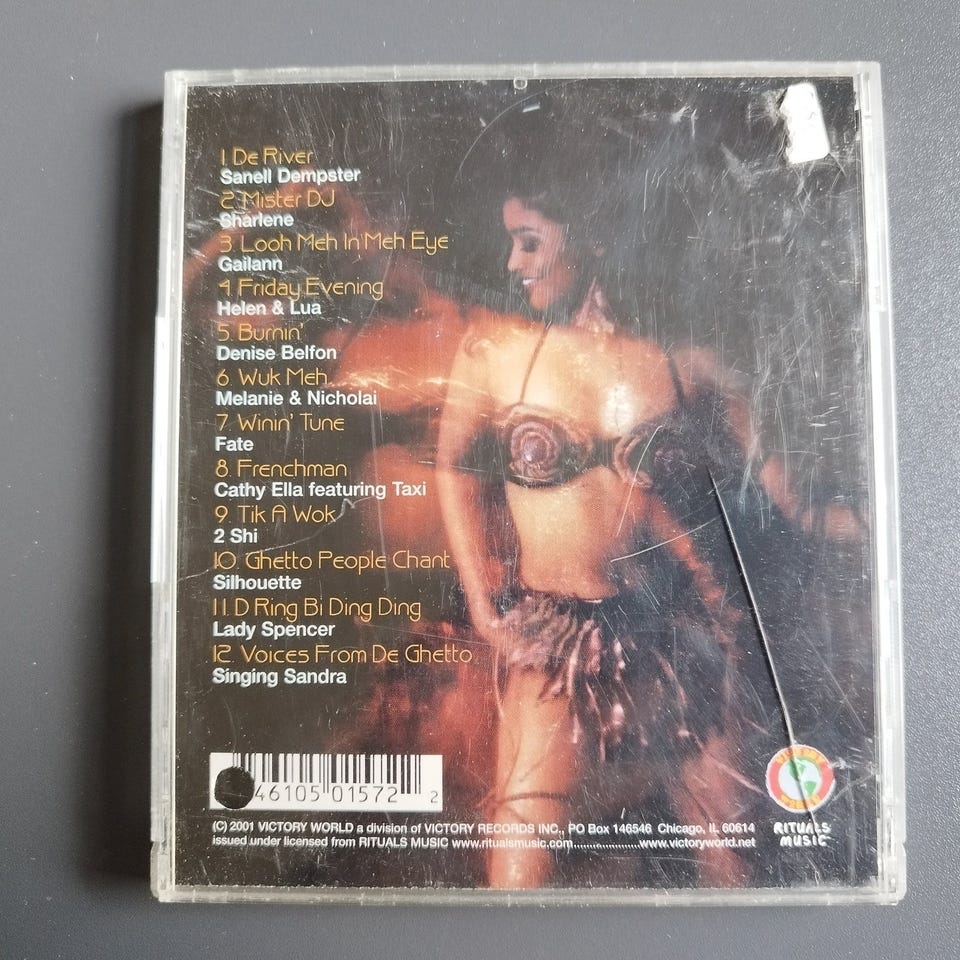 1 De River
Sanell Dempster
2. Mister DJ
Sharlene
3. Looh Meh In Meh Eye
Gailann
4. Friday Evening
Helen & Lua
5. Burnin'
Denise Belfon
6. Wuk Meh
Melanie & Nicholai
7. Winin' Tune
Fate
8. Frenchman
Cathy Ella featuring Taxi
9. Tik A Wok
2 Shi
10. Ghetto People Chant
Silhouette
11. D Ring Bi Ding Ding
Lady Spencer
12. Voices From De Ghetto
Singing Sandra
46105 01572 2
(C) 2001 VICTORY WORLD a division of VICTORY RECORDS INC., PO Box 146546 Chicago, IL 60614
issued under licensed from RITUALS MUSIC www.ritualsmusic.com...................www.victoryworld.net
VICTORY
WORLD
RITUALS
MUSIC